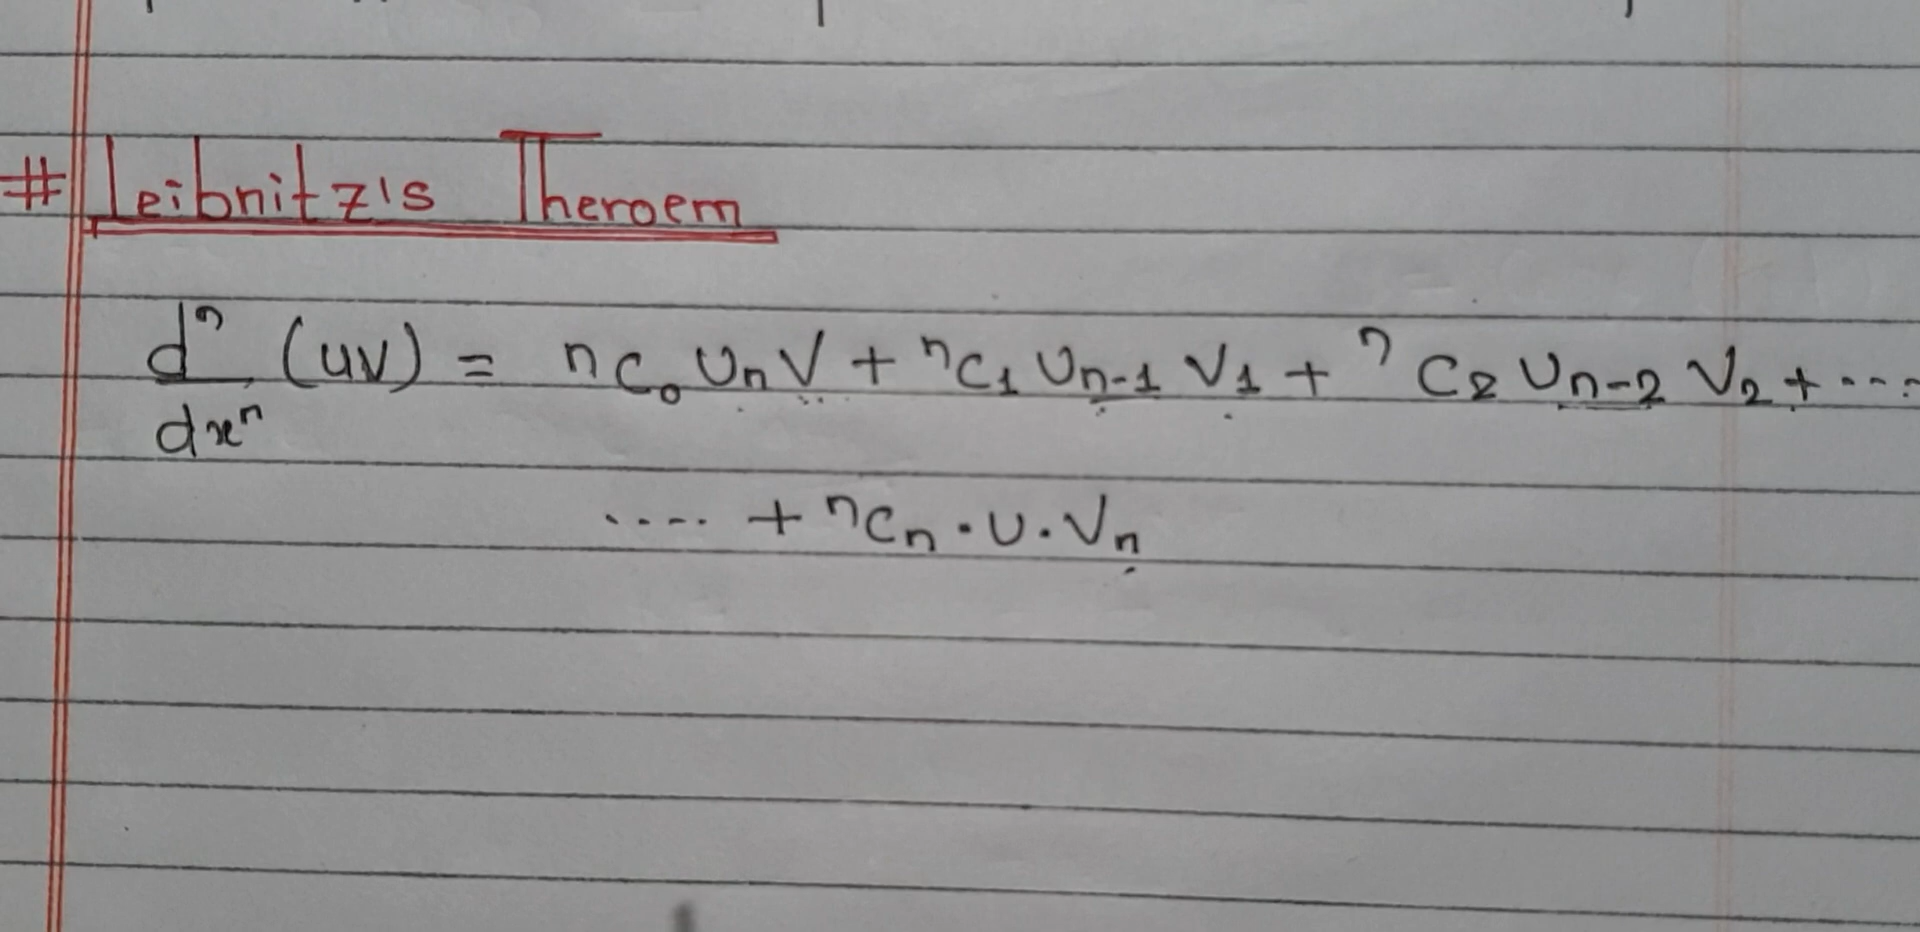 # Leibnitz's Theroem
dⁿ/dxⁿ (uv) = ⁿC₀ Uₙ V + ⁿC₁ Uₙ₋₁ V₁ + ⁿC₂ Uₙ₋₂ V₂ + ....
.... + ⁿCₙ · U · Vₙ